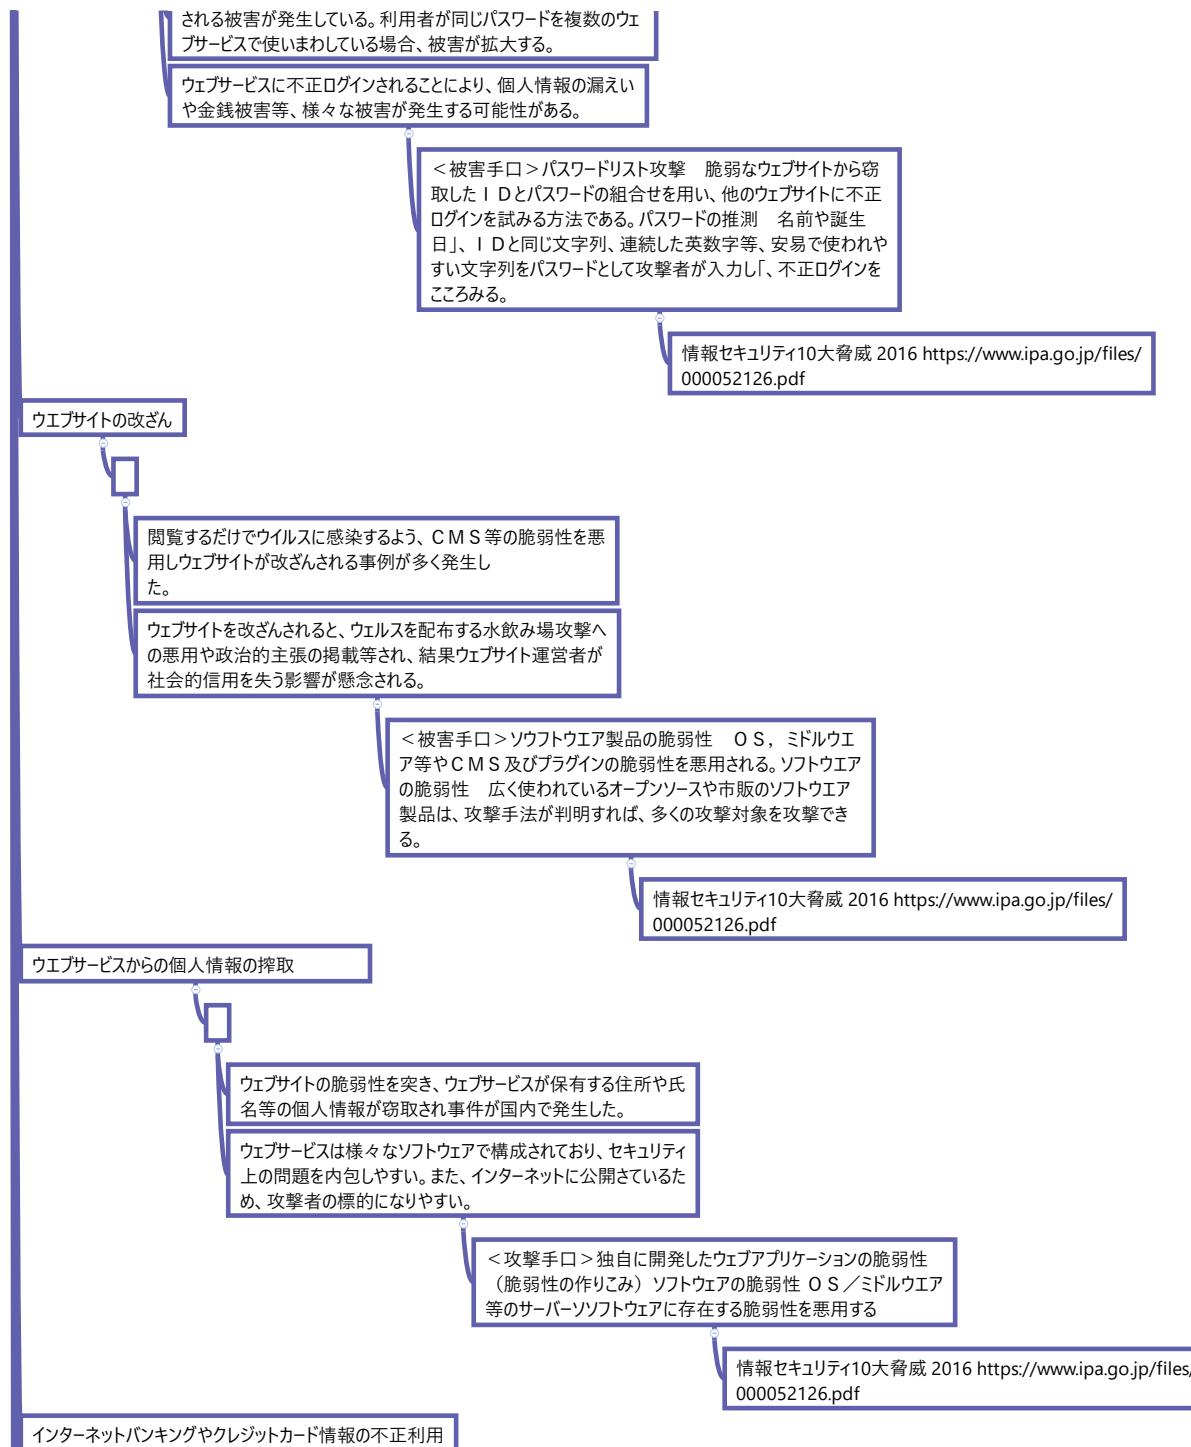 される被害が発生している。利用者が同じパスワードを複数のウェ
ブサービスで使いまわしている場合、被害が拡大する。
ウェブサービスに不正ログインされることにより、個人情報の漏えい
や金銭被害等、様々な被害が発生する可能性がある。
＜被害手口＞パスワードリスト攻撃　脆弱なウェブサイトから窃
取したＩＤとパスワードの組合せを用い、他のウェブサイトに不正
ログインを試みる方法である。パスワードの推測　名前や誕生
日」、ＩＤと同じ文字列、連続した英数字等、安易で使われや
すい文字列をパスワードとして攻撃者が入力し「、不正ログインを
こころみる。
情報セキュリティ10大脅威 2016 https://www.ipa.go.jp/files/
000052126.pdf
ウエブサイトの改ざん
閲覧するだけでウイルスに感染するよう、ＣＭＳ等の脆弱性を悪
用しウェブサイトが改ざんされる事例が多く発生し
た。
ウェブサイトを改ざんされると、ウェルスを配布する水飲み場攻撃へ
の悪用や政治的主張の掲載等され、結果ウェブサイト運営者が
社会的信用を失う影響が懸念される。
＜被害手口＞ソウフトウエア製品の脆弱性　ＯＳ，ミドルウエ
ア等やＣＭＳ及びプラグインの脆弱性を悪用される。ソフトウエア
の脆弱性　広く使われているオープンソースや市販のソフトウエア
製品は、攻撃手法が判明すれば、多くの攻撃対象を攻撃でき
る。
情報セキュリティ10大脅威 2016 https://www.ipa.go.jp/files/
000052126.pdf
ウエブサービスからの個人情報の搾取
ウェブサイトの脆弱性を突き、ウェブサービスが保有する住所や氏
名等の個人情報が窃取され事件が国内で発生した。
ウェブサービスは様々なソフトウェアで構成されており、セキュリティ
上の問題を内包しやすい。また、インターネットに公開さているた
め、攻撃者の標的になりやすい。
＜攻撃手口＞独自に開発したウェブアプリケーションの脆弱性
（脆弱性の作りこみ）ソフトウェアの脆弱性 ＯＳ／ミドルウエア
等のサーバーソソフトウェアに存在する脆弱性を悪用する
情報セキュリティ10大脅威 2016 https://www.ipa.go.jp/files/
000052126.pdf
インターネットバンキングやクレジットカード情報の不正利用